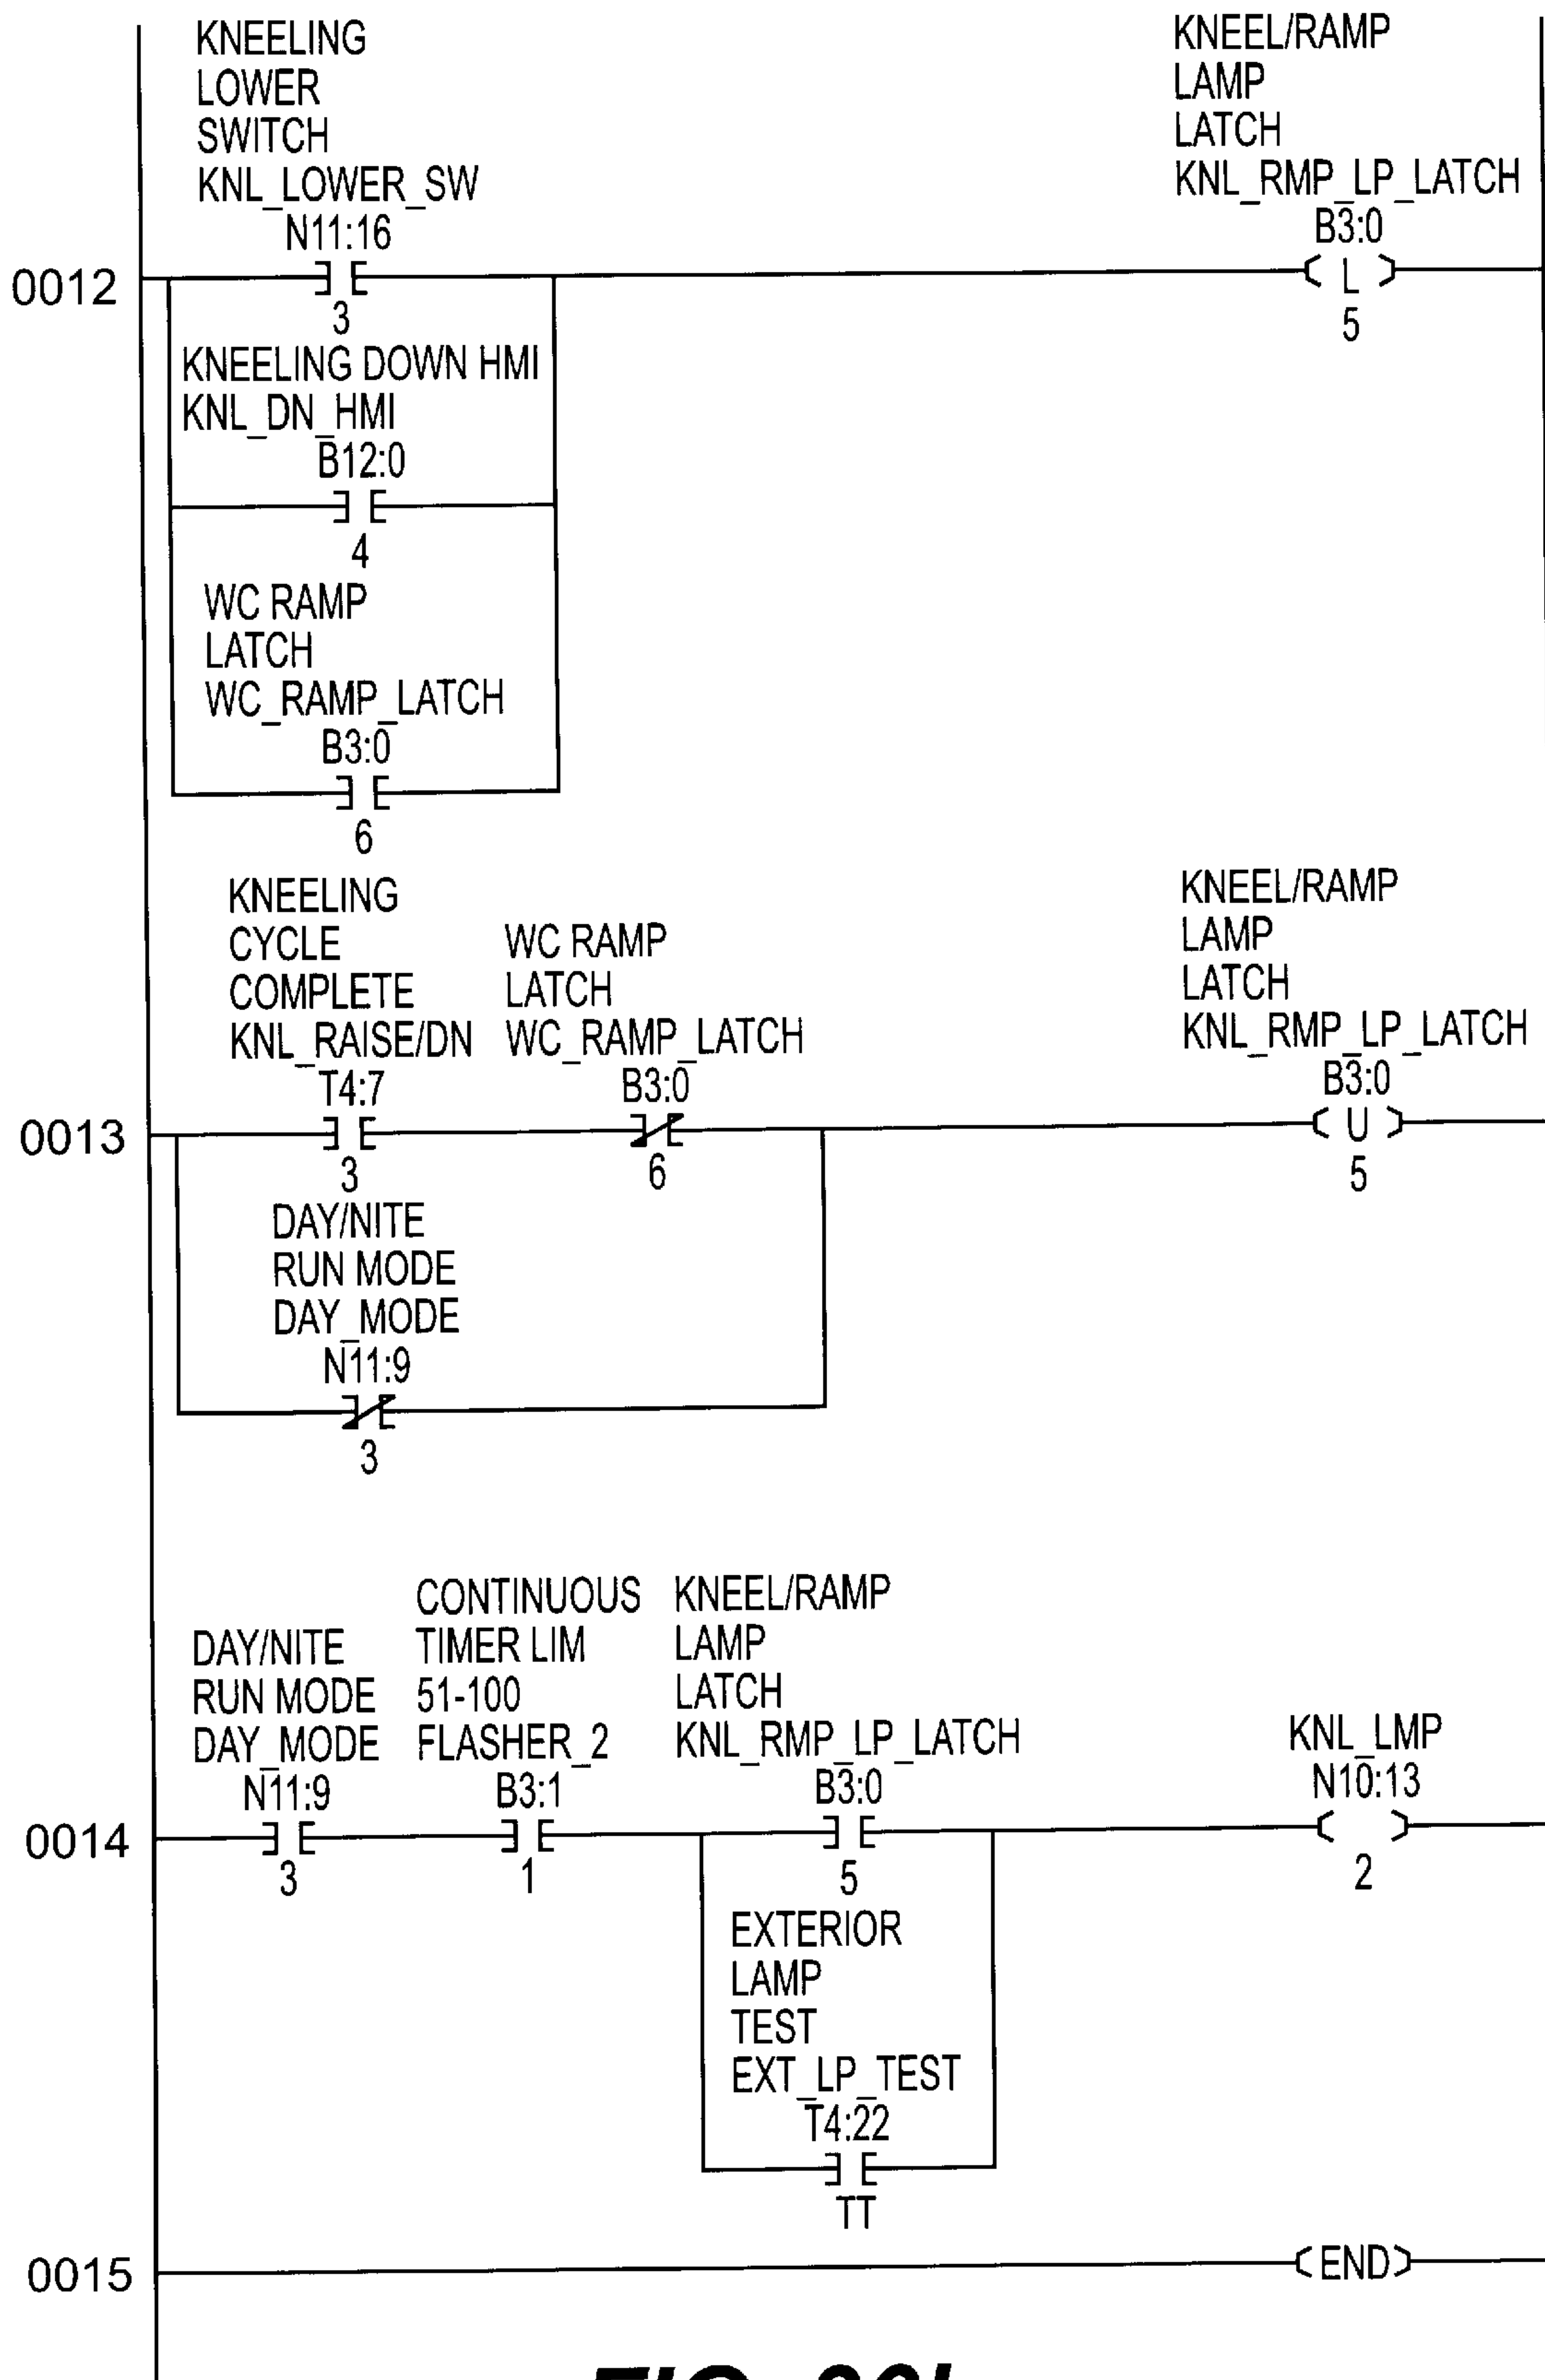 KNEELING
LOWER
SWITCH
KNL_LOWER_SW
N11:16
3
KNEEL/RAMP
LAMP
LATCH
KNL_RMP_LP_LATCH
B3:0
L
5
0012
KNEELING DOWN HMI
KNL_DN_HMI
B12:0
4
WC RAMP
LATCH
WC_RAMP_LATCH
B3:0
6
KNEELING
CYCLE
COMPLETE
KNL_RAISE/DN
T4:7
3
WC RAMP
LATCH
WC_RAMP_LATCH
B3:0
6
KNEEL/RAMP
LAMP
LATCH
KNL_RMP_LP_LATCH
B3:0
U
5
0013
DAY/NITE
RUN MODE
DAY_MODE
N11:9
3
DAY/NITE
RUN MODE
DAY_MODE
N11:9
3
CONTINUOUS
TIMER LIM
51-100
FLASHER_2
B3:1
1
KNEEL/RAMP
LAMP
LATCH
KNL_RMP_LP_LATCH
B3:0
5
KNL_LMP
N10:13
2
0014
EXTERIOR
LAMP
TEST
EXT_LP_TEST
T4:22
TT
0015
END